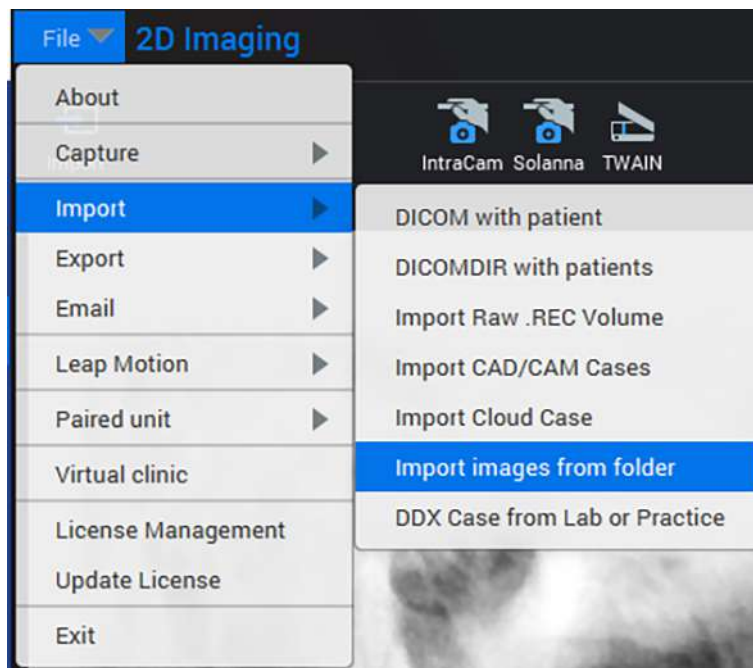 File 2D Imaging
IntraCam Solanna TWAIN
About
Capture
Import
Export
Email
Leap Motion
Paired unit
Virtual clinic
License Management
Update License
Exit
DICOM with patient
DICOMDIR with patients
Import Raw .REC Volume
Import CAD/CAM Cases
Import Cloud Case
Import images from folder
DDX Case from Lab or Practice